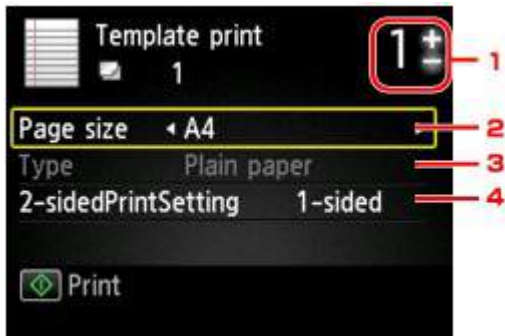 Template print
1
1 + -
1
Page size A4
2
Type Plain paper
3
2-sidedPrintSetting 1-sided
4
Print